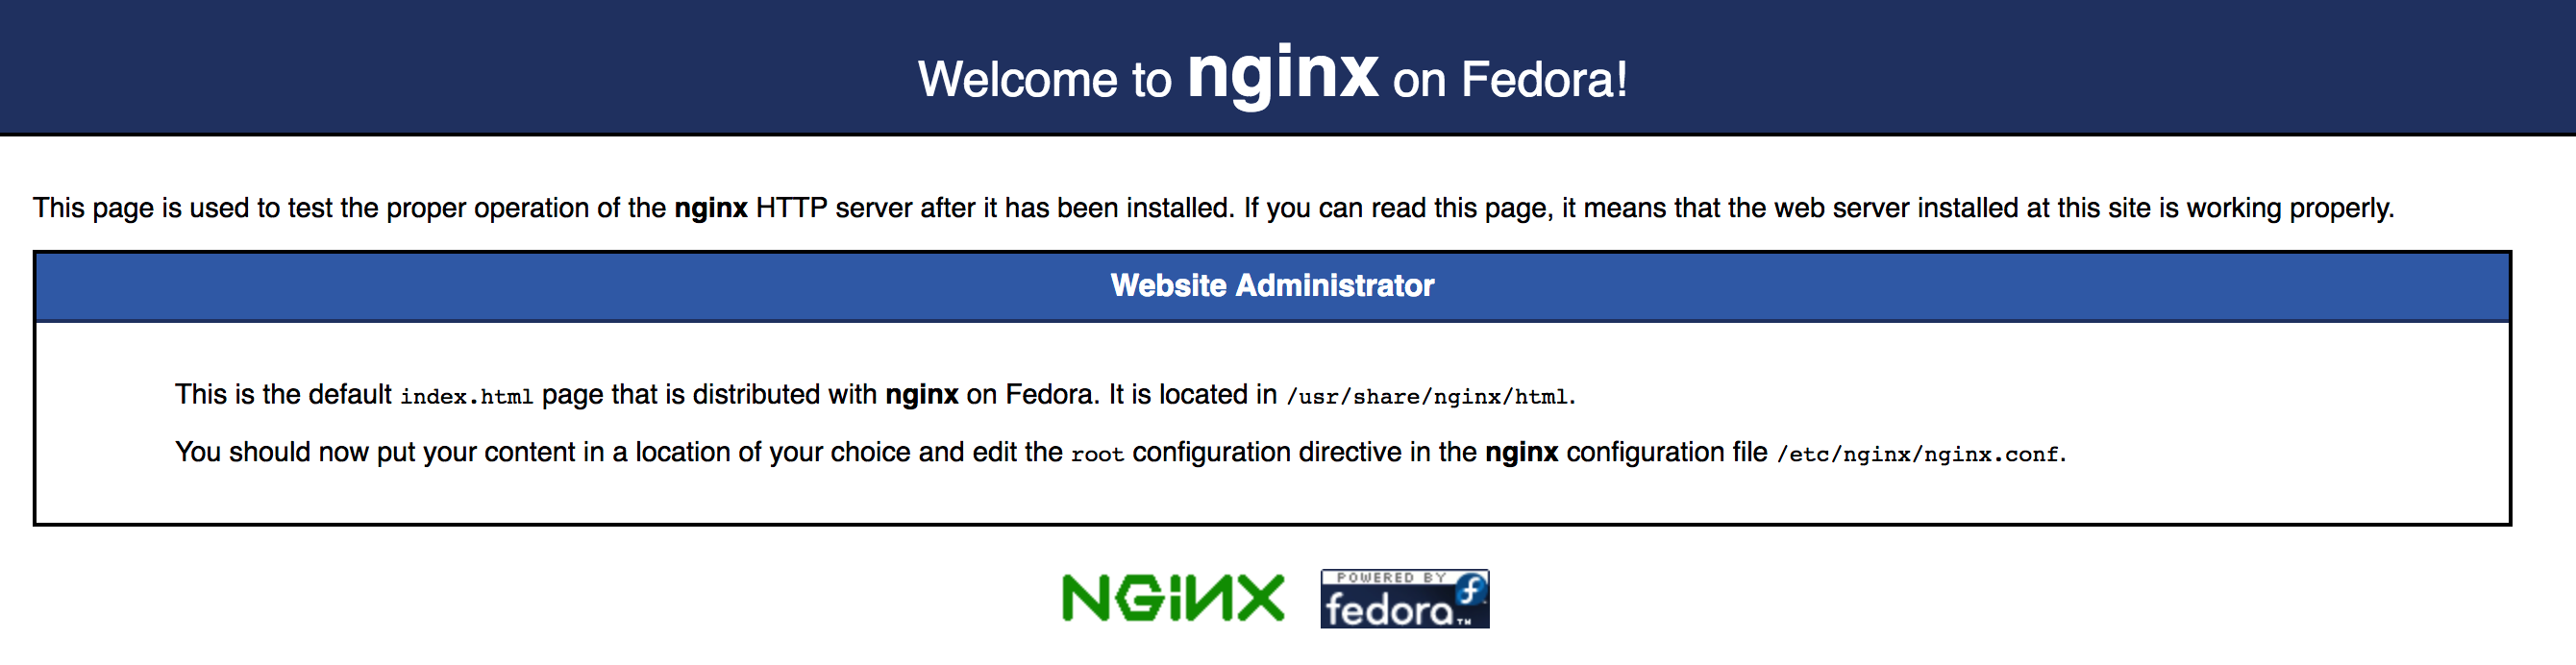 Welcome to nginx on Fedora!
This page is used to test the proper operation of the nginx HTTP server after it has been installed. If you can read this page, it means that the web server installed at this site is working properly.
Website Administrator
This is the default index.html page that is distributed with nginx on Fedora. It is located in /usr/share/nginx/html.
You should now put your content in a location of your choice and edit the root configuration directive in the nginx configuration file /etc/nginx/nginx.conf.
NGINX
POWERED BY
fedora™